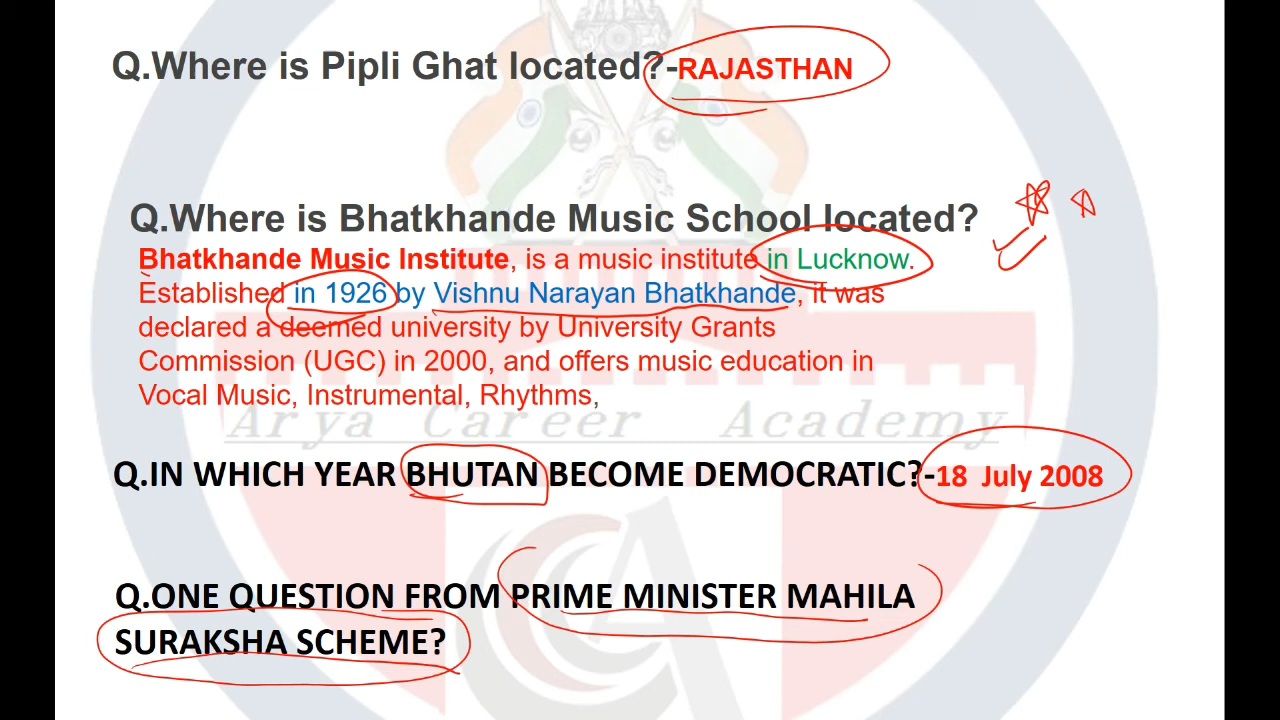 Q.Where is Pipli Ghat located?-RAJASTHAN
Q.Where is Bhatkhande Music School located?
Bhatkhande Music Institute, is a music institute in Lucknow.
Established in 1926 by Vishnu Narayan Bhatkhande, it was
declared a deemed university by University Grants
Commission (UGC) in 2000, and offers music education in
Vocal Music, Instrumental, Rhythms,
Arya Career Academy
Q.IN WHICH YEAR BHUTAN BECOME DEMOCRATIC?-18 July 2008
Q.ONE QUESTION FROM PRIME MINISTER MAHILA
SURAKSHA SCHEME?